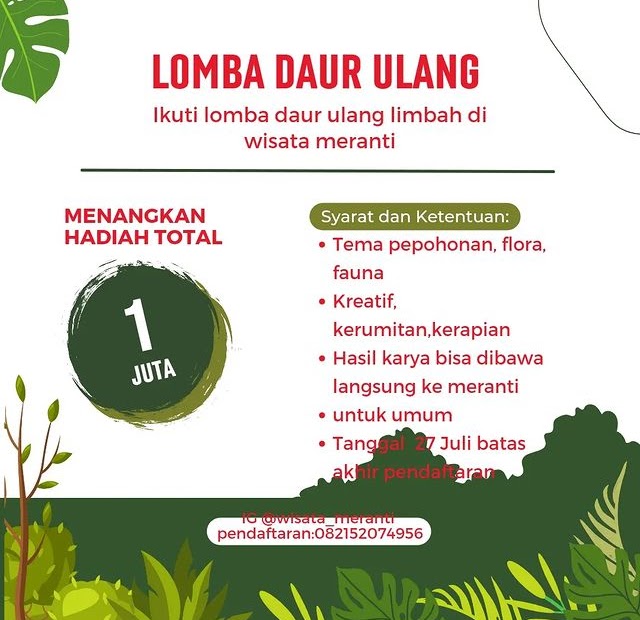 LOMBA DAUR ULANG
Ikuti lomba daur ulang limbah di
wisata meranti
MENANGKAN
HADIAH TOTAL
1
JUTA
Syarat dan Ketentuan:
• Tema pepohonan, flora,
fauna
• Kreatif,
kerumitan,kerapian
• Hasil karya bisa dibawa
langsung ke meranti
• untuk umum
• Tanggal 27 Juli batas
akhir pendaftaran
IG @wisata_meranti
pendaftaran:082152074956